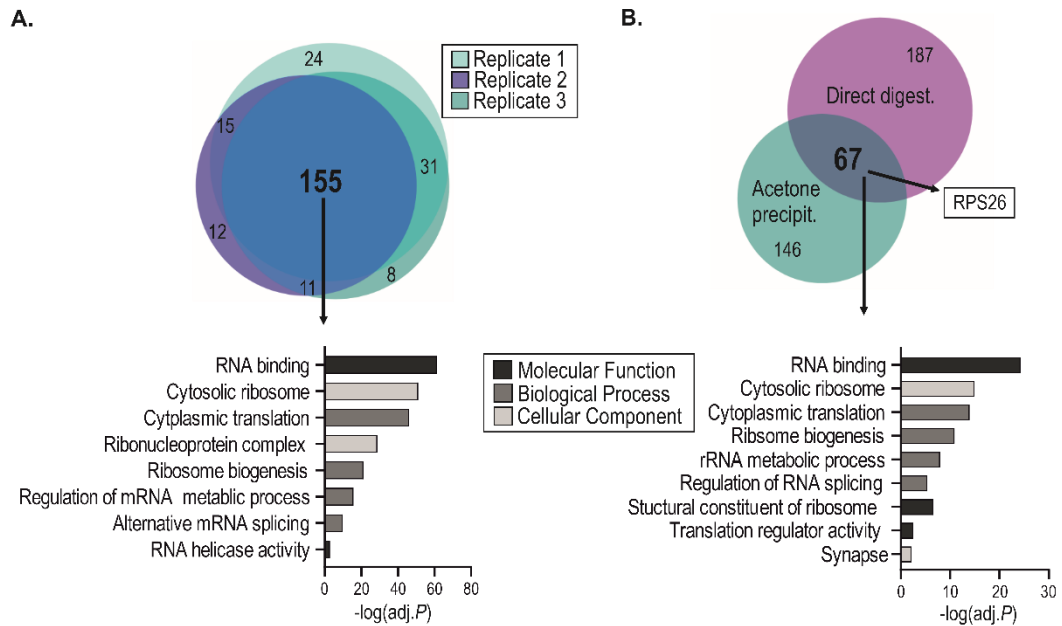 A.
24
Replicate 1
Replicate 2
Replicate 3
15
155
31
12
11
8
RNA binding
Cytosolic ribosome
Cytplasmic translation
Ribonucleoprotein complex
Ribosome biogenesis
Regulation of mRNA metablic process
Alternative mRNA splicing
RNA helicase activity
0 20 40 60 80
-log(adj.P)
Molecular Function
Biological Process
Cellular Component
B.
187
Direct digest.
67
Acetone
precipit.
RPS26
146
RNA binding
Cytosolic ribosome
Cytoplasmic translation
Ribsome biogenesis
rRNA metabolic process
Regulation of RNA splicing
Stuctural constituent of ribosome
Translation regulator activity
Synapse
0 10 20 30
-log(adj.P)